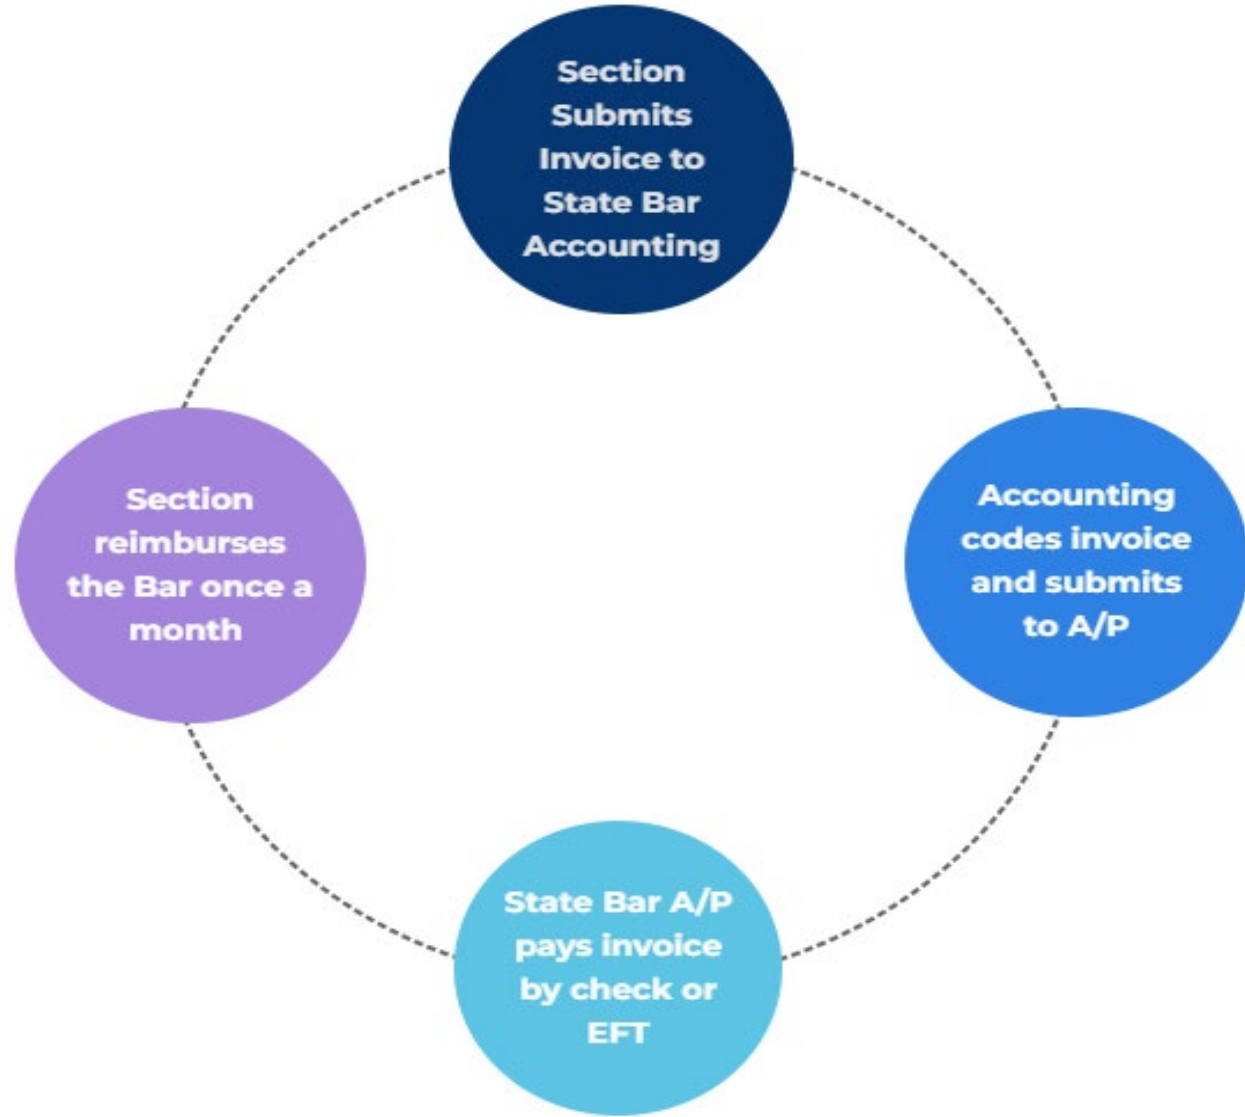 Section
Submits
Invoice to
State Bar
Accounting
Accounting
codes invoice
and submits
to A/P
State Bar A/P
pays invoice
by check or
EFT
Section
reimburses
the Bar once a
month